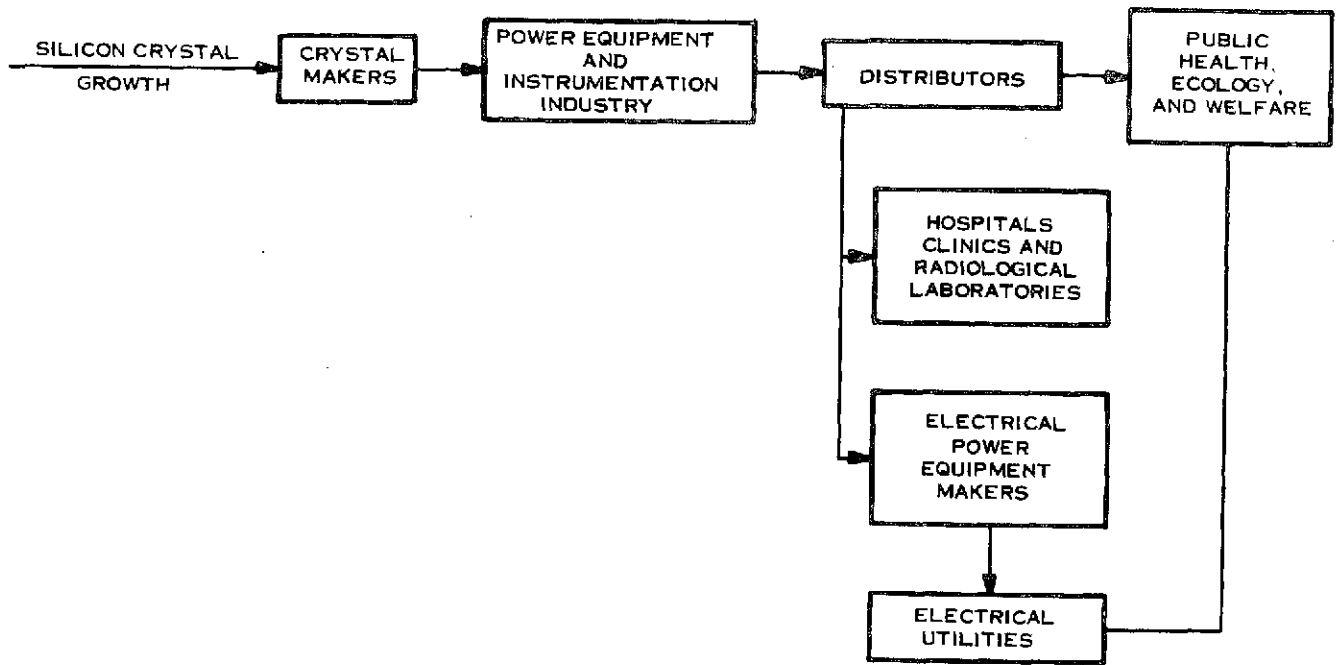 SILICON CRYSTAL
GROWTH
CRYSTAL
MAKERS
POWER EQUIPMENT
AND
INSTRUMENTATION
INDUSTRY
DISTRIBUTORS
PUBLIC
HEALTH,
ECOLOGY,
AND WELFARE
HOSPITALS
CLINICS AND
RADIOLOGICAL
LABORATORIES
ELECTRICAL
POWER
EQUIPMENT
MAKERS
ELECTRICAL
UTILITIES